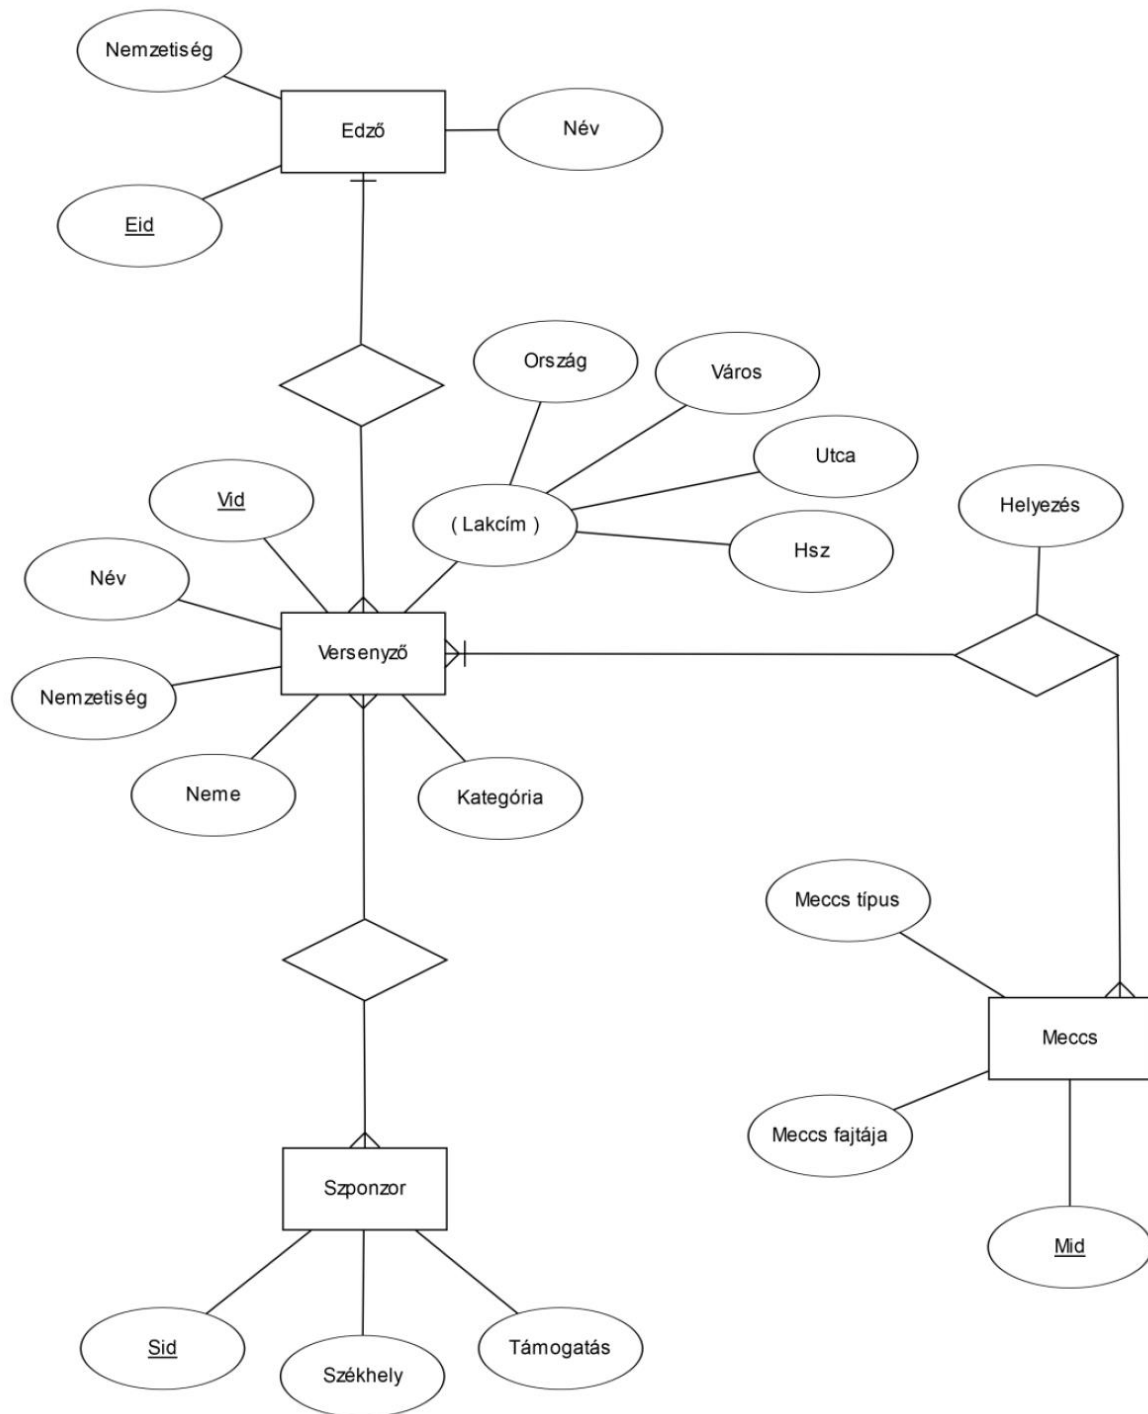 Nemzetiség
Edző
Név
Eid
Ország
Város
Utca
Vid
( Lakcím )
Helyezés
Hsz
Név
Versenyző
Nemzetiség
Neme
Kategória
Meccs típus
Meccs
Meccs fajtája
Szponzor
Mid
Sid
Székhely
Támogatás